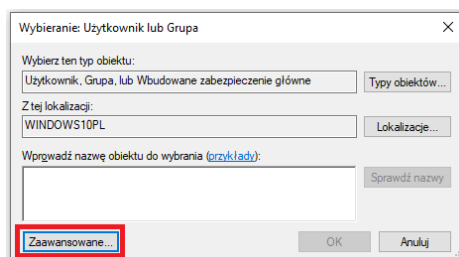 Wybieranie: Użytkownik lub Grupa
Wybierz ten typ obiektu:
Użytkownik, Grupa, lub Wbudowane zabezpieczenie główne
Typy obiektów...
Z tej lokalizacji:
WINDOWS10PL
Lokalizacje...
Wprowadź nazwę obiektu do wybrania (przykłady):
Sprawdź nazwy
Zaawansowane...
OK
Anuluj